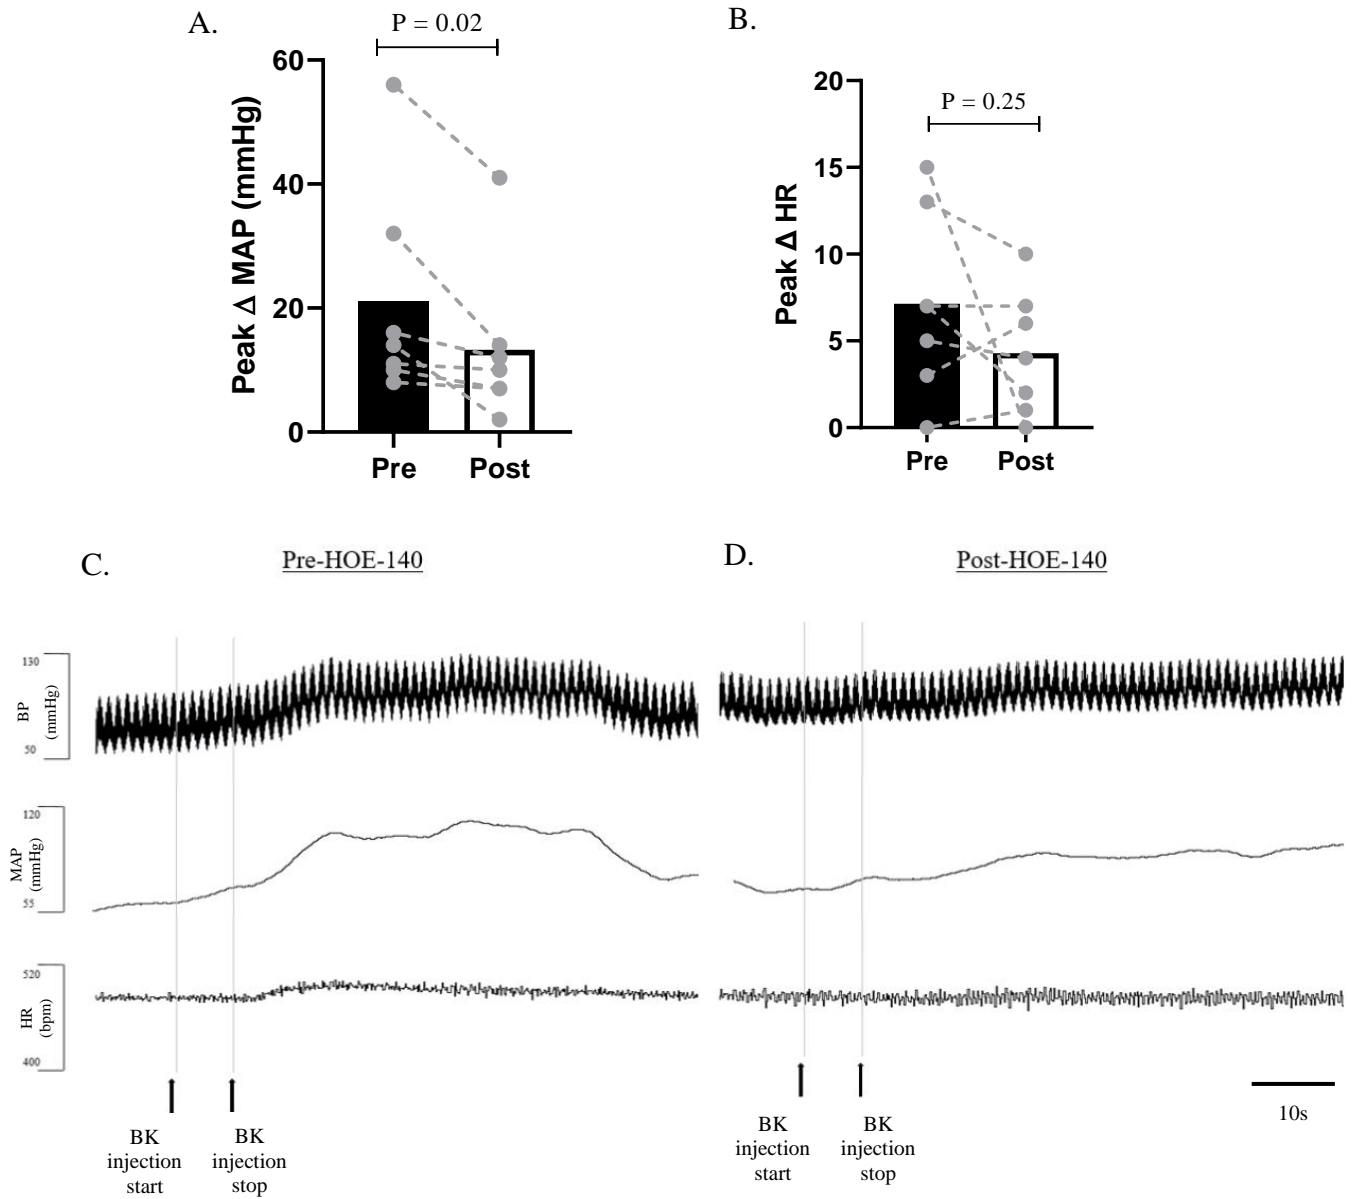 A.
P = 0.02
60
40
20
0
Peak Δ MAP (mmHg)
Pre
Post
B.
P = 0.25
20
15
10
5
0
Peak Δ HR
Pre
Post
C.
Pre-HOE-140
D.
Post-HOE-140
130
BP
(mmHg)
50
120
MAP
(mmHg)
55
520
HR
(bpm)
400
BK
injection
start
BK
injection
stop
BK
injection
start
BK
injection
stop
10s